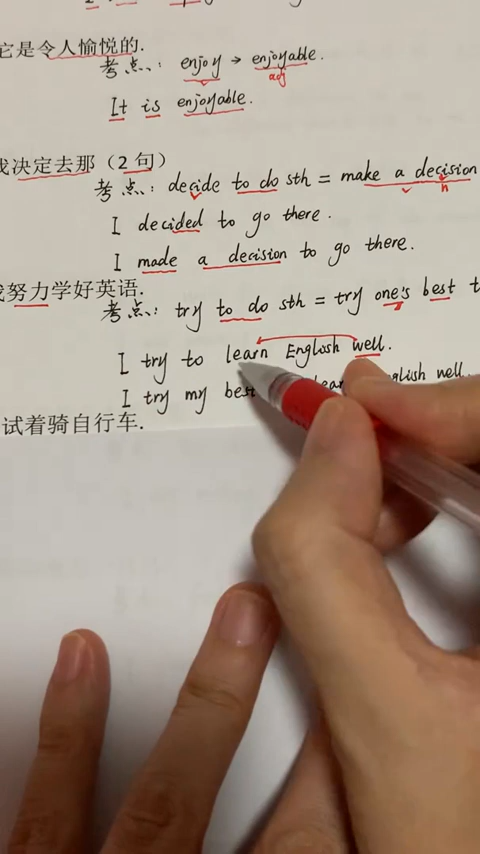 它是令人愉悦的.
考点: enjoy → enjoyable.
adj
It is enjoyable.
我决定去那（2 句）
考点: decide to do sth = make a decision
n
I decided to go there.
I made a decision to go there.
我努力学好英语.
考点: try to do sth = try one's best t
I try to learn English well.
I try my best lear nglish well.
试着骑自行车.